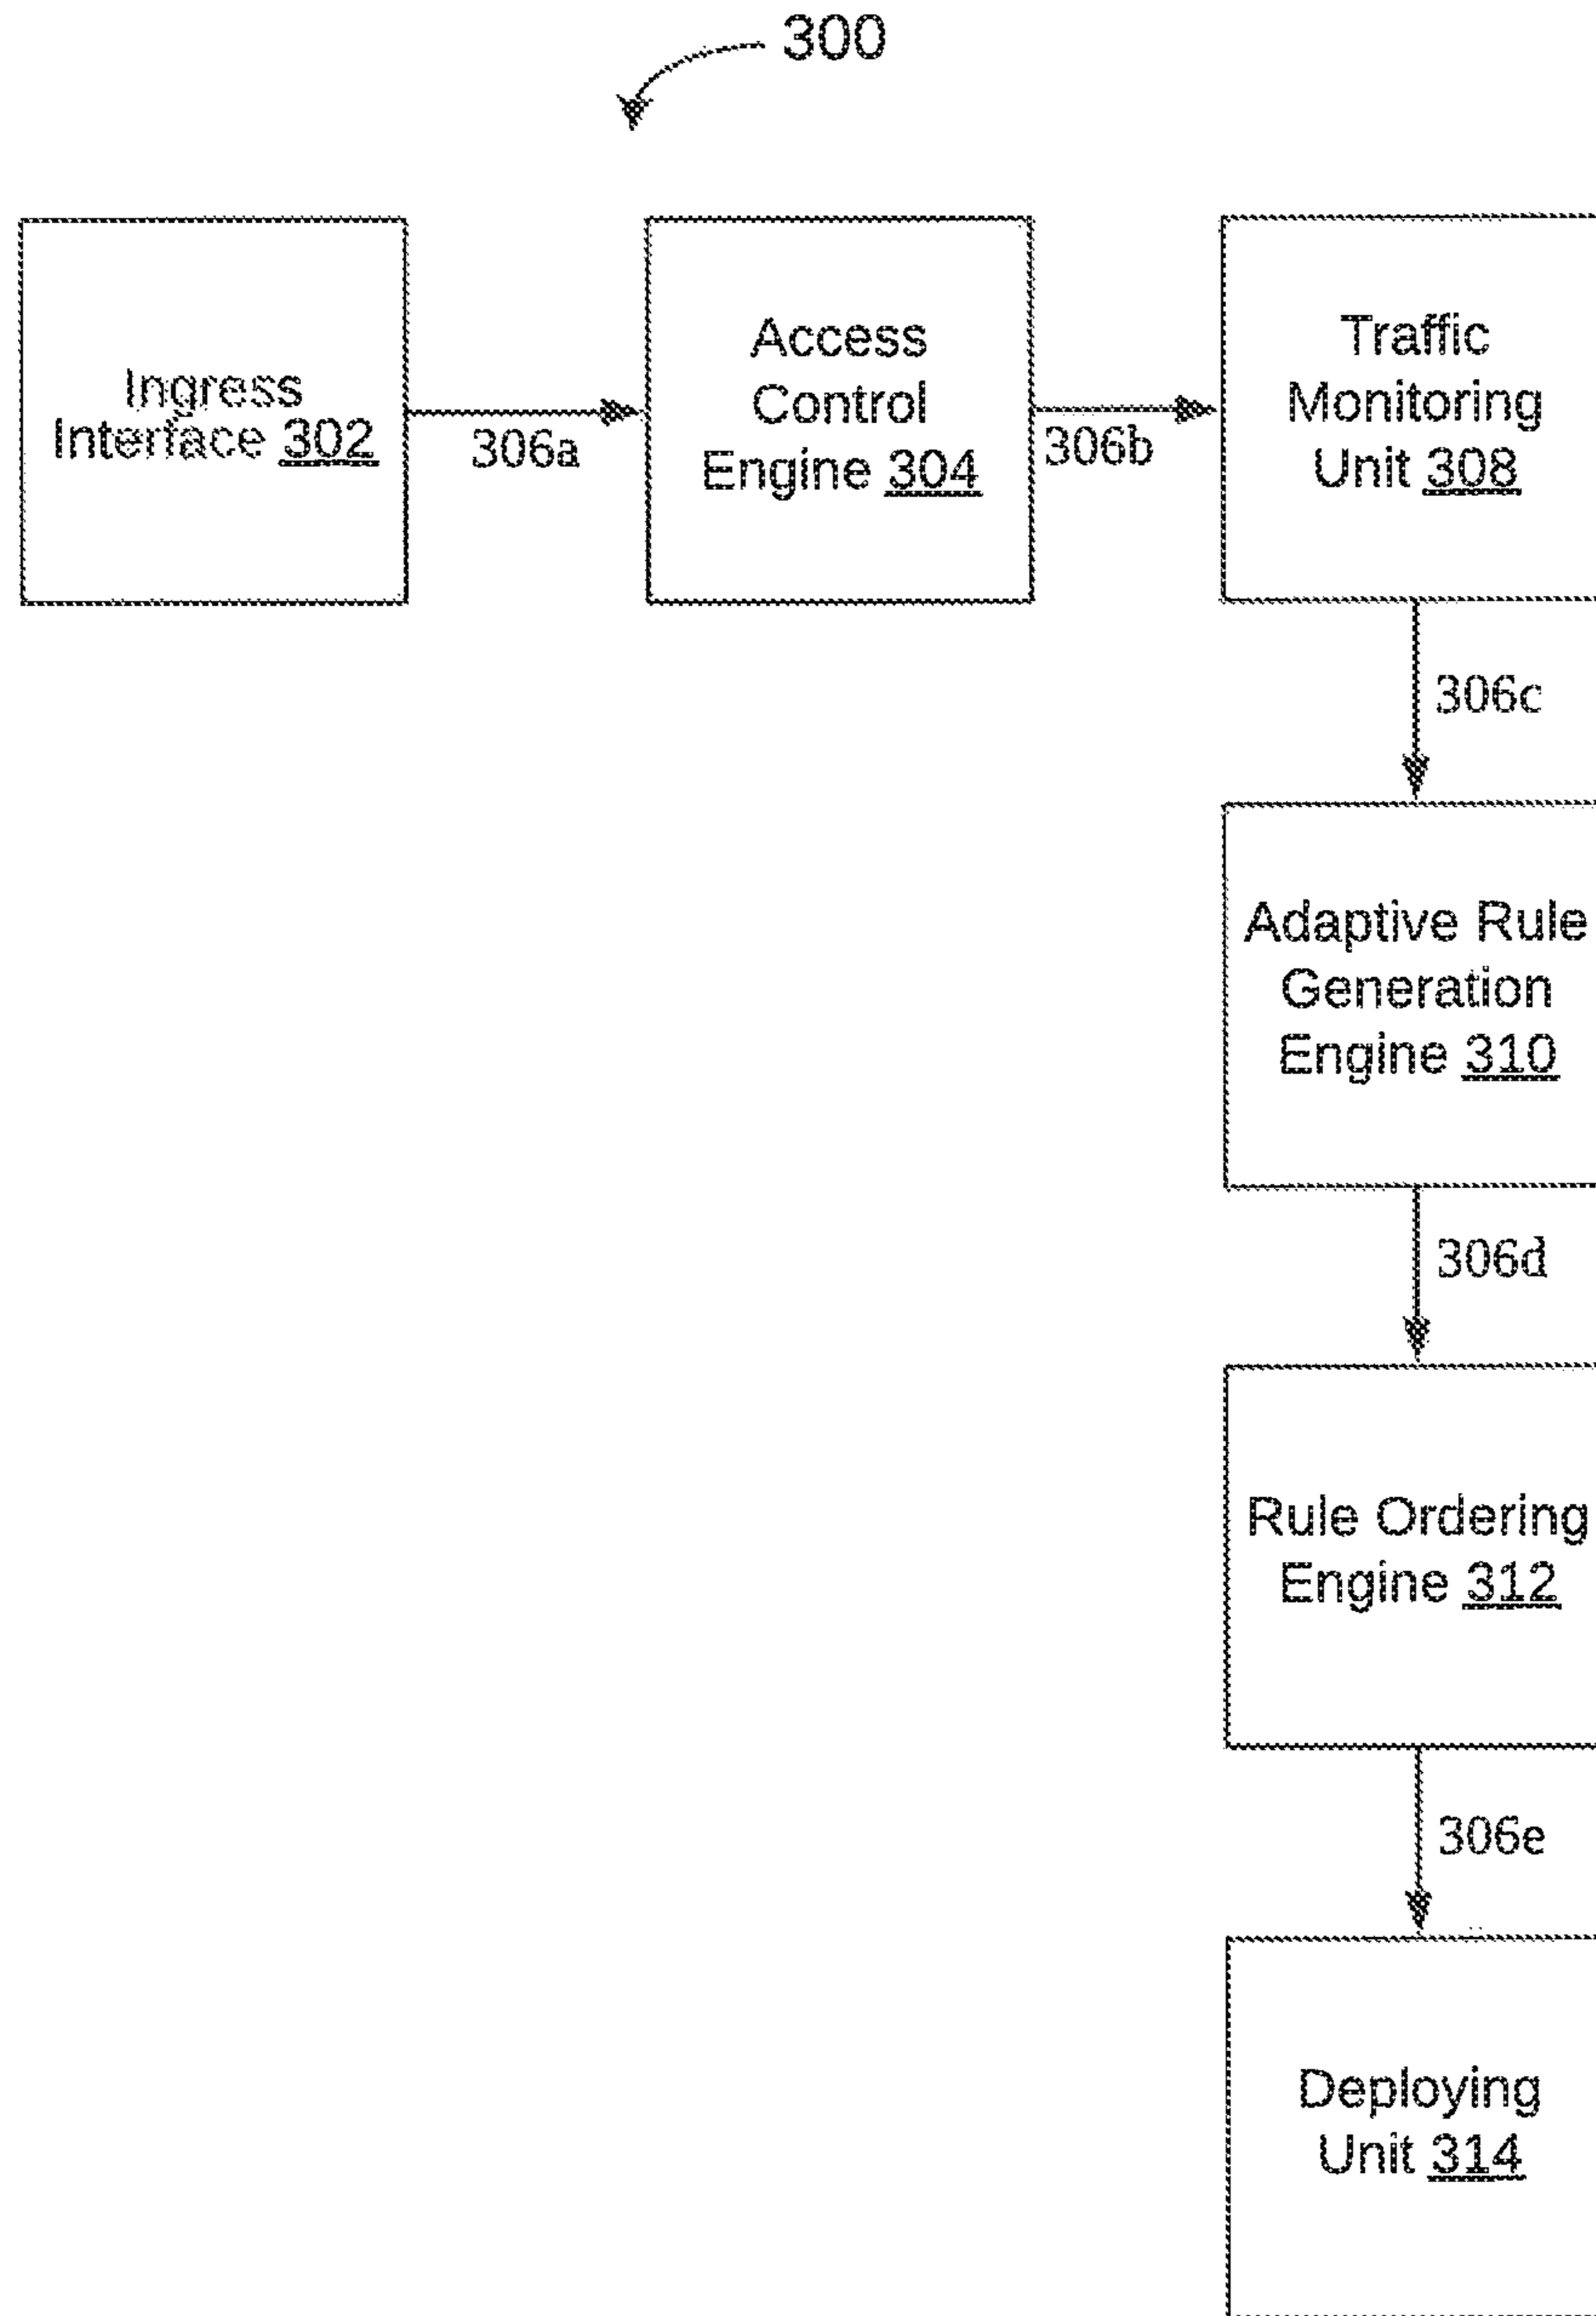 300
Ingress
Interface 302
306a
Access
Control
Engine 304
306b
Traffic
Monitoring
Unit 308
306c
Adaptive Rule
Generation
Engine 310
306d
Rule Ordering
Engine 312
306e
Deploying
Unit 314